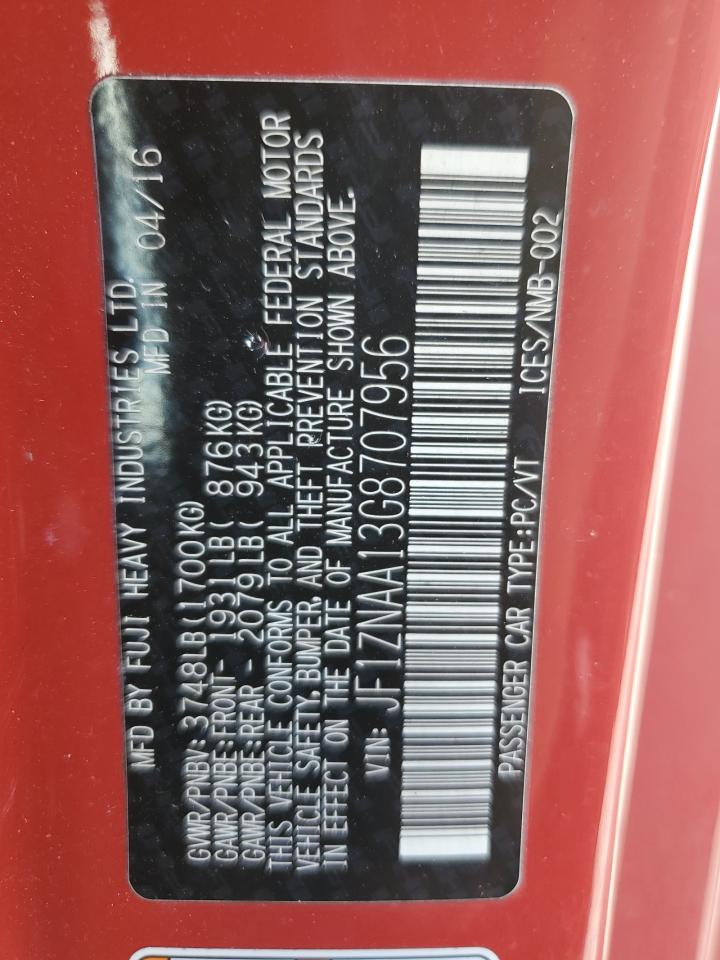 MFD BY FUJI HEAVY INDUSTRIES LTD.
MFD IN 04/16
GVWR/PNBV: 3748LB(1700KG)
GAWR/PNBE:FRONT- 1931LB( 876KG)
GAWR/PNBE:REAR - 2079LB( 943KG)
THIS VEHICLE CONFORMS TO ALL APPLICABLE FEDERAL MOTOR
VEHICLE SAFETY, BUMPER, AND THEFT PREVENTION STANDARDS
IN EFFECT ON THE DATE OF MANUFACTURE SHOWN ABOVE.
VIN: JF1ZNAA13G8707956
PASSENGER CAR TYPE:PC/VT ICES/NMB-002